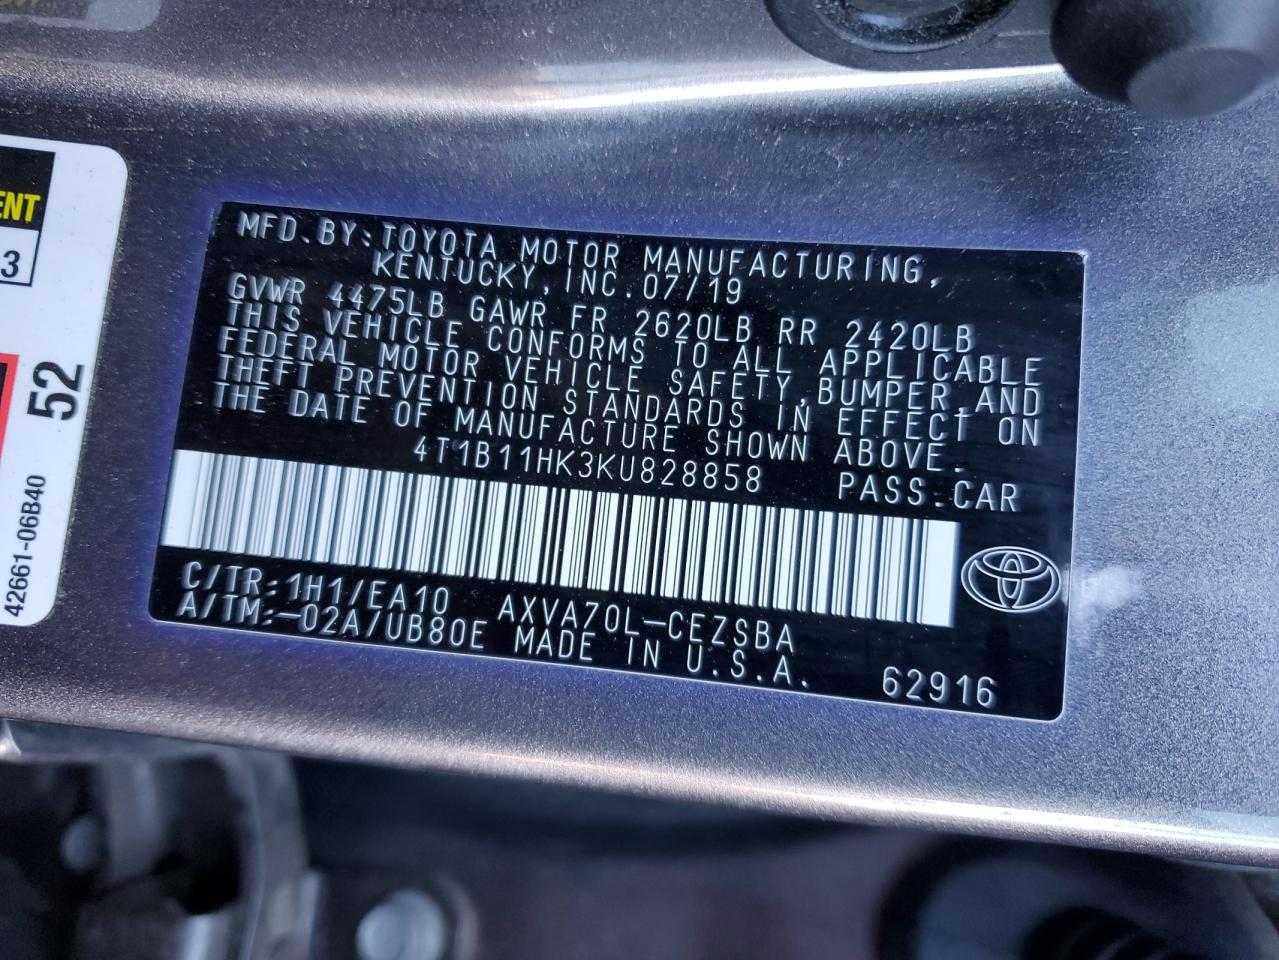 ENT
3
52
42661-06B40
MFD.BY:TOYOTA MOTOR MANUFACTURING,
KENTUCKY,INC.07/19
GVWR 4475LB GAWR FR 2620LB RR 2420LB
THIS VEHICLE CONFORMS TO ALL APPLICABLE
FEDERAL MOTOR VEHICLE SAFETY,BUMPER,AND
THEFT PREVENTION STANDARDS IN EFFECT ON
THE DATE OF MANUFACTURE SHOWN ABOVE.
4T1B11HK3KU828858 PASS.CAR
C/TR:1H1/EA10 AXVA70L-CEZSBA
A/TM:-02A/UB80E MADE IN U.S.A.
62916